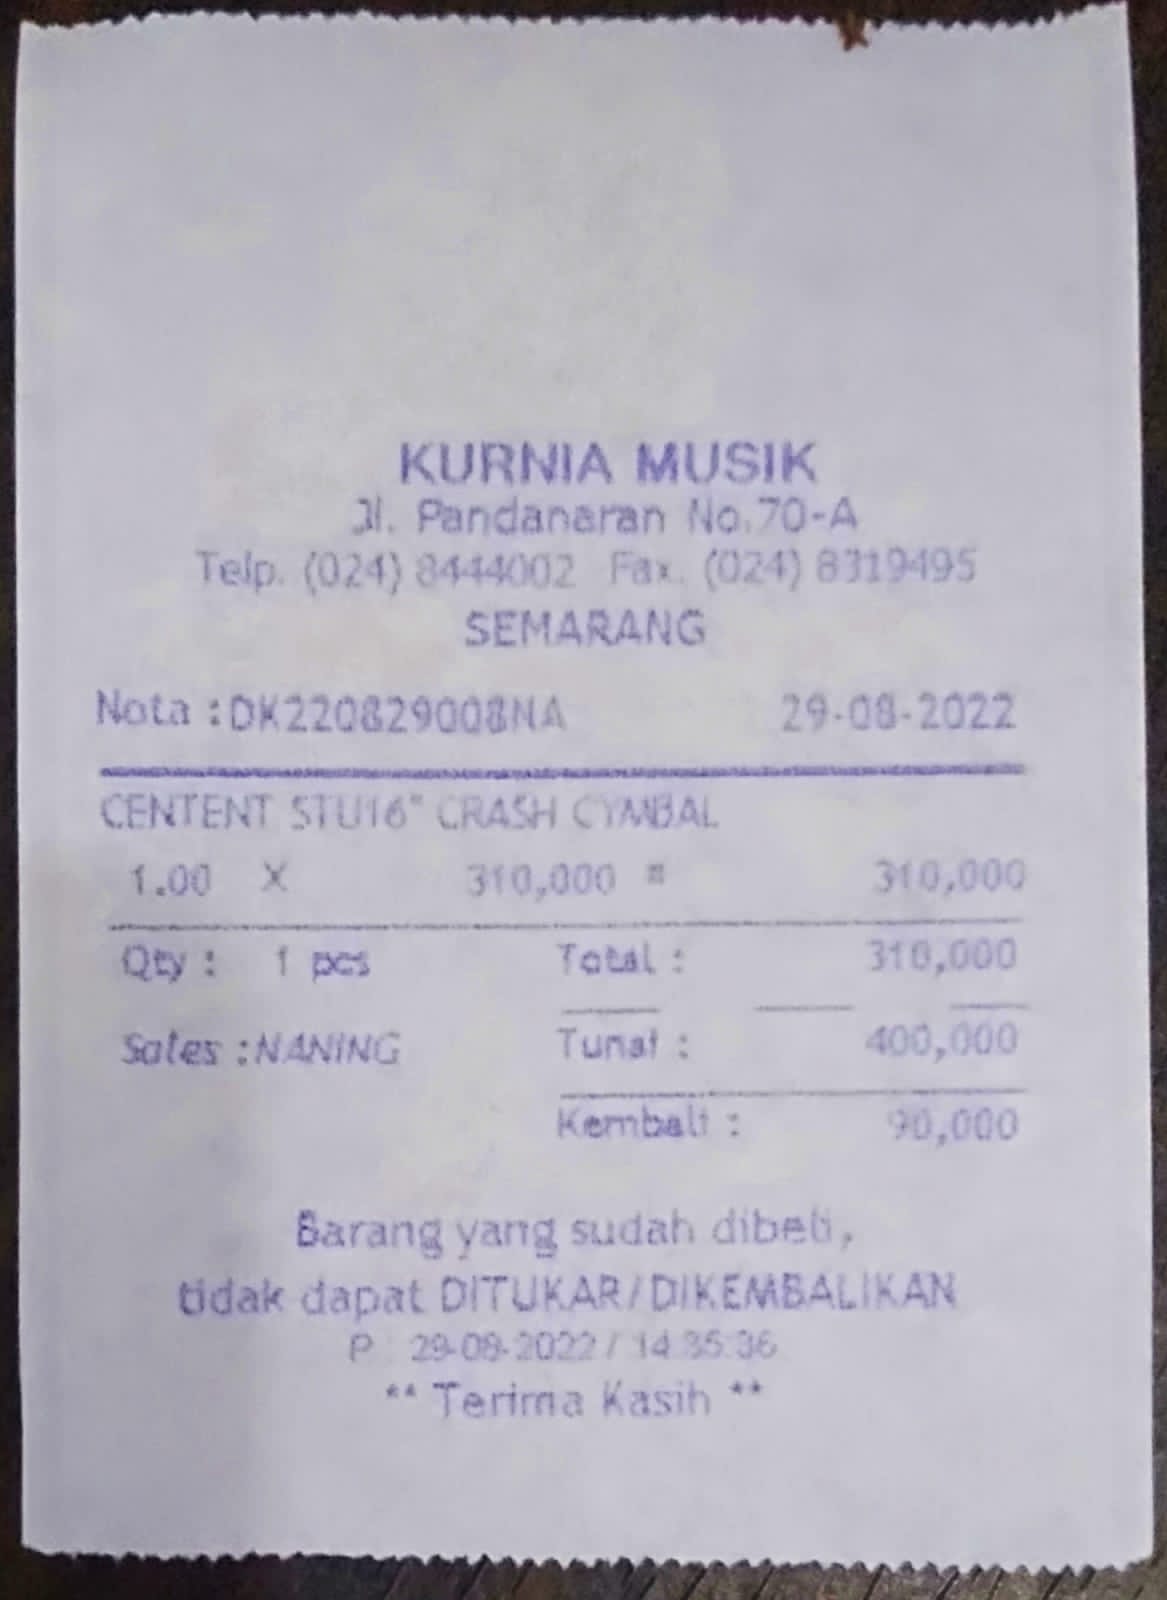 KURNIA MUSIK
Jl. Pandanaran No.70-A
Telp. (024) 8444002 Fax. (024) 8319495
SEMARANG
Nota : DK220829008NA 29-08-2022
CENTENT STU16" CRASH CYMBAL
1.00 X 310,000 = 310,000
Qty : 1 pcs Total : 310,000
Sales : NANING Tunai : 400,000
Kembali : 90,000
Barang yang sudah dibeli,
tidak dapat DITUKAR/DIKEMBALIKAN
P : 29-08-2022 / 14:35:36
** Terima Kasih **